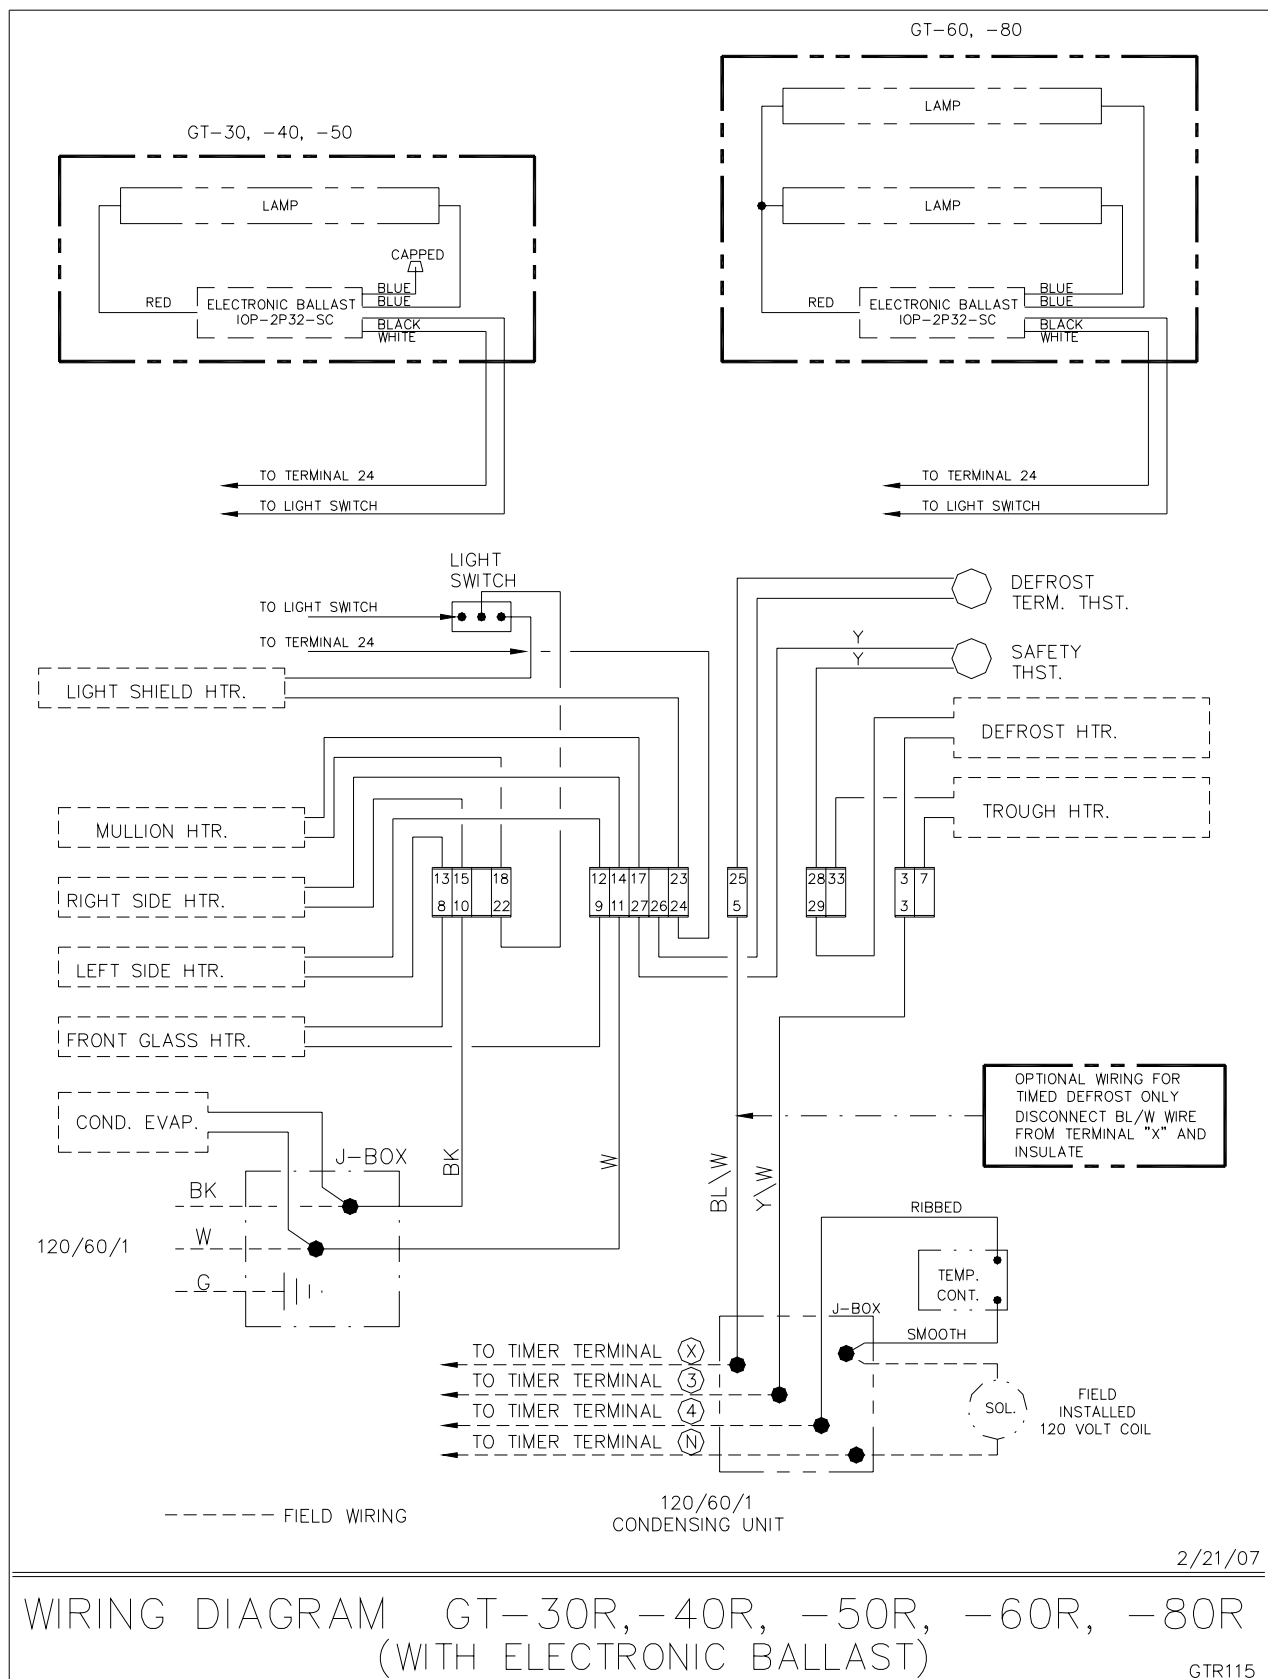 GT-60, -80
LAMP
GT-30, -40, -50
LAMP
LAMP
CAPPED
BLUE
BLUE
RED
ELECTRONIC BALLAST
IOP-2P32-SC
BLACK
WHITE
BLUE
BLUE
RED
ELECTRONIC BALLAST
IOP-2P32-SC
BLACK
WHITE
TO TERMINAL 24
TO LIGHT SWITCH
TO TERMINAL 24
TO LIGHT SWITCH
LIGHT
SWITCH
TO LIGHT SWITCH
TO TERMINAL 24
DEFROST
TERM. THST.
Y
Y
SAFETY
THST.
LIGHT SHIELD HTR.
DEFROST HTR.
TROUGH HTR.
MULLION HTR.
RIGHT SIDE HTR.
LEFT SIDE HTR.
FRONT GLASS HTR.
13 15 18
8 10 22
12 14 17 23
9 11 27 26 24
25
5
28 33
29
3 7
3
COND. EVAP.
OPTIONAL WIRING FOR
TIMED DEFROST ONLY
DISCONNECT BL/W WIRE
FROM TERMINAL "X" AND
INSULATE
J-BOX
BK
W
BL\W
Y\W
BK
W
G
120/60/1
RIBBED
TEMP.
CONT.
J-BOX
SMOOTH
TO TIMER TERMINAL X
TO TIMER TERMINAL 3
TO TIMER TERMINAL 4
TO TIMER TERMINAL N
SOL.
FIELD
INSTALLED
120 VOLT COIL
FIELD WIRING
120/60/1
CONDENSING UNIT
2/21/07
WIRING DIAGRAM GT-30R,-40R, -50R, -60R, -80R
(WITH ELECTRONIC BALLAST)
GTR115